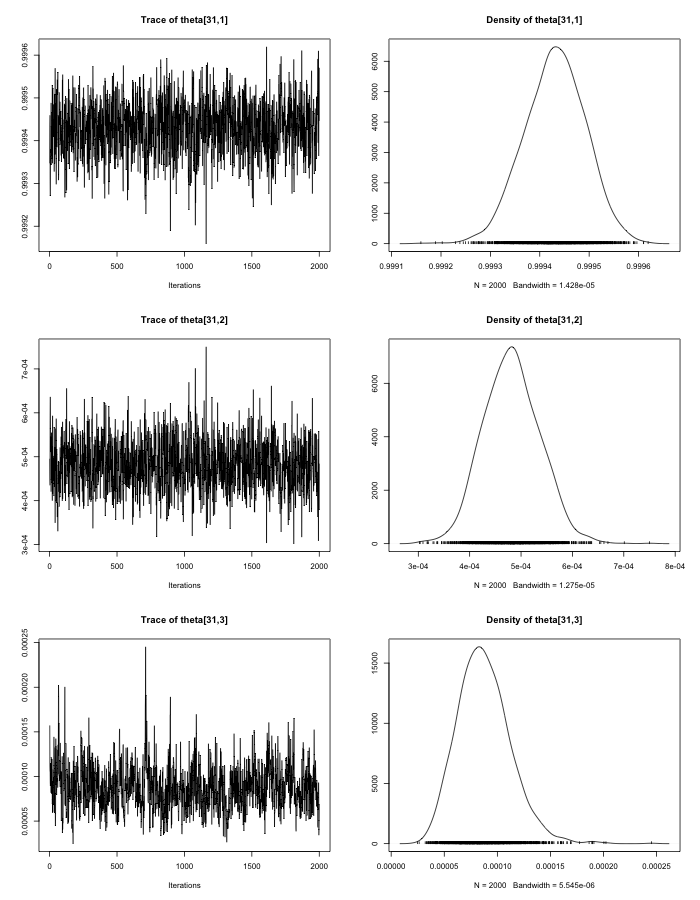 Trace of theta[31,1]
0.9992 0.9993 0.9994 0.9995 0.9996
0 500 1000 1500 2000
Iterations
Density of theta[31,1]
0 1000 2000 3000 4000 5000 6000
0.9991 0.9992 0.9993 0.9994 0.9995 0.9996
N = 2000 Bandwidth = 1.428e-05
Trace of theta[31,2]
3e-04 4e-04 5e-04 6e-04 7e-04
0 500 1000 1500 2000
Iterations
Density of theta[31,2]
0 2000 4000 6000
3e-04 4e-04 5e-04 6e-04 7e-04 8e-04
N = 2000 Bandwidth = 1.275e-05
Trace of theta[31,3]
0.00005 0.00010 0.00015 0.00020 0.00025
0 500 1000 1500 2000
Iterations
Density of theta[31,3]
0 5000 10000 15000
0.00000 0.00005 0.00010 0.00015 0.00020 0.00025
N = 2000 Bandwidth = 5.545e-06